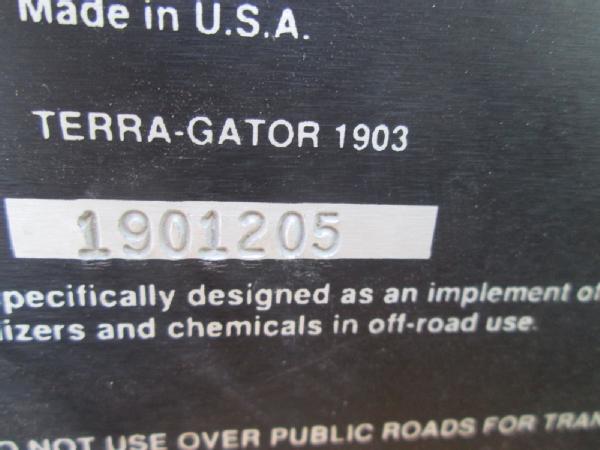 Made in U.S.A.
TERRA-GATOR 1903
1901205
pecifically designed as an implement of
lizers and chemicals in off-road use.
O NOT USE OVER PUBLIC ROADS FOR TRAN